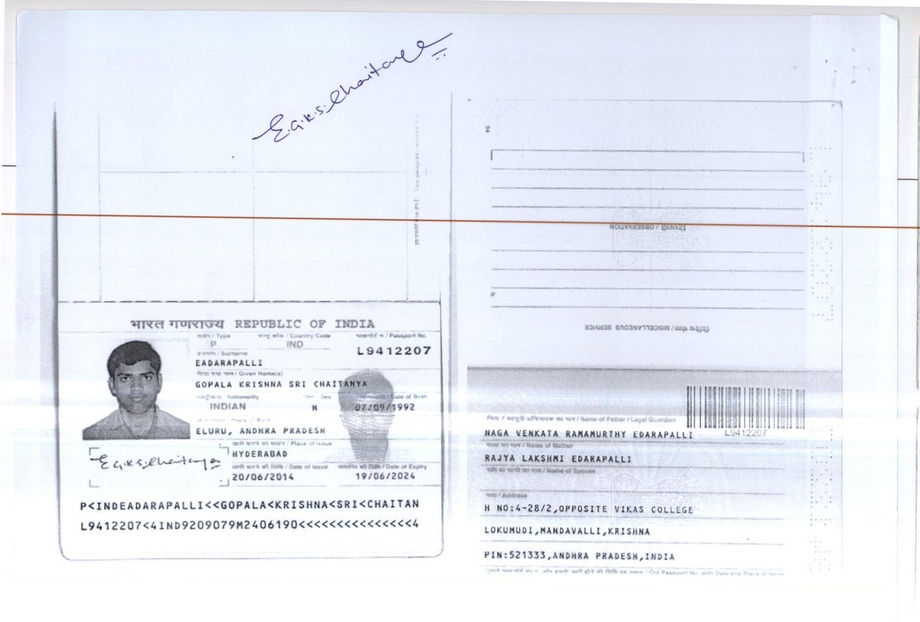 E.G.K.S. Chaitanya
भारत गणराज्य REPUBLIC OF INDIA
/ Type / Country Code / Passport No.
P IND L9412207
/ Surname
EADARAPALLI
/ Given Name(s)
GOPALA KRISHNA SRI CHAITANYA
/ Nationality / Sex / Date of Birth
INDIAN M 07/09/1992
/ Place of Birth
ELURU, ANDHRA PRADESH
/ Place of Issue
HYDERABAD
/ Date of Issue / Date of Expiry
20/06/2014 19/06/2024
E.G.K.S. Chaitanya
P<INDEADARAPALLI<<GOPALA<KRISHNA<SRI<CHAITAN
L9412207<4IND9209079M2406190<<<<<<<<<<<<<<<4
/ OBSERVATION
/ MISCELLANEOUS SERVICE
/ Name of Father / Legal Guardian
L9412207
NAGA VENKATA RAMAMURTHY EDARAPALLI
/ Name of Mother
RAJYA LAKSHMI EDARAPALLI
/ Name of Spouse
/ Address
H NO:4-28/2,OPPOSITE VIKAS COLLEGE
LOKUMUDI,MANDAVALLI,KRISHNA
PIN:521333,ANDHRA PRADESH,INDIA
/ Old Passport No. with Date and Place of Issue